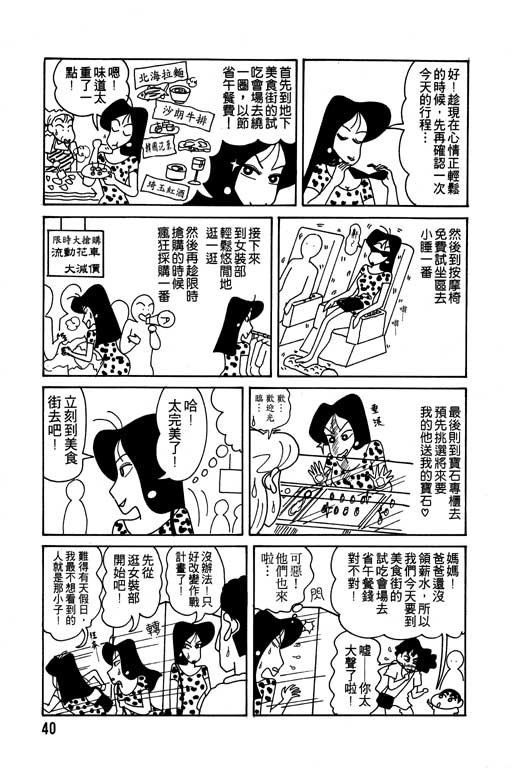 好！趁現在心情正輕鬆
的時候，先再確認一次
今天的行程…
首先到地下
美食街的試
吃會場去繞
一圈，以節
省午餐費！
北海拉麵
沙朗牛排
韓國泡菜
埼玉紅酒
嗯！
味道太
重了一
點！
然後到按摩椅
免費試坐區去
小睡一番
接下來
到女裝部
輕鬆悠閒地
逛一逛
然後再趁限時
搶購的時候
瘋狂採購一番
限時大搶購
流動花車
大減價
最後則到寶石專櫃去
預先挑選將來要
我的他送我的寶石♡
垂涎
歡…
歡迎光
臨…
哈！
太完美了！
立刻到美食
街去吧！
媽媽！
爸爸還沒
領薪水，所以
我們今天要到
美食街的
試吃會場去
省午餐錢
對不對！
噓—你太
大聲了啦！
閃
可惡！
他們也來
啦…
沒辦法！只
好改變作戰
計畫了！
轉
先從
逛女裝部
開始吧！
難得有天假日，
我最不想看到的
人就是那小子！
40